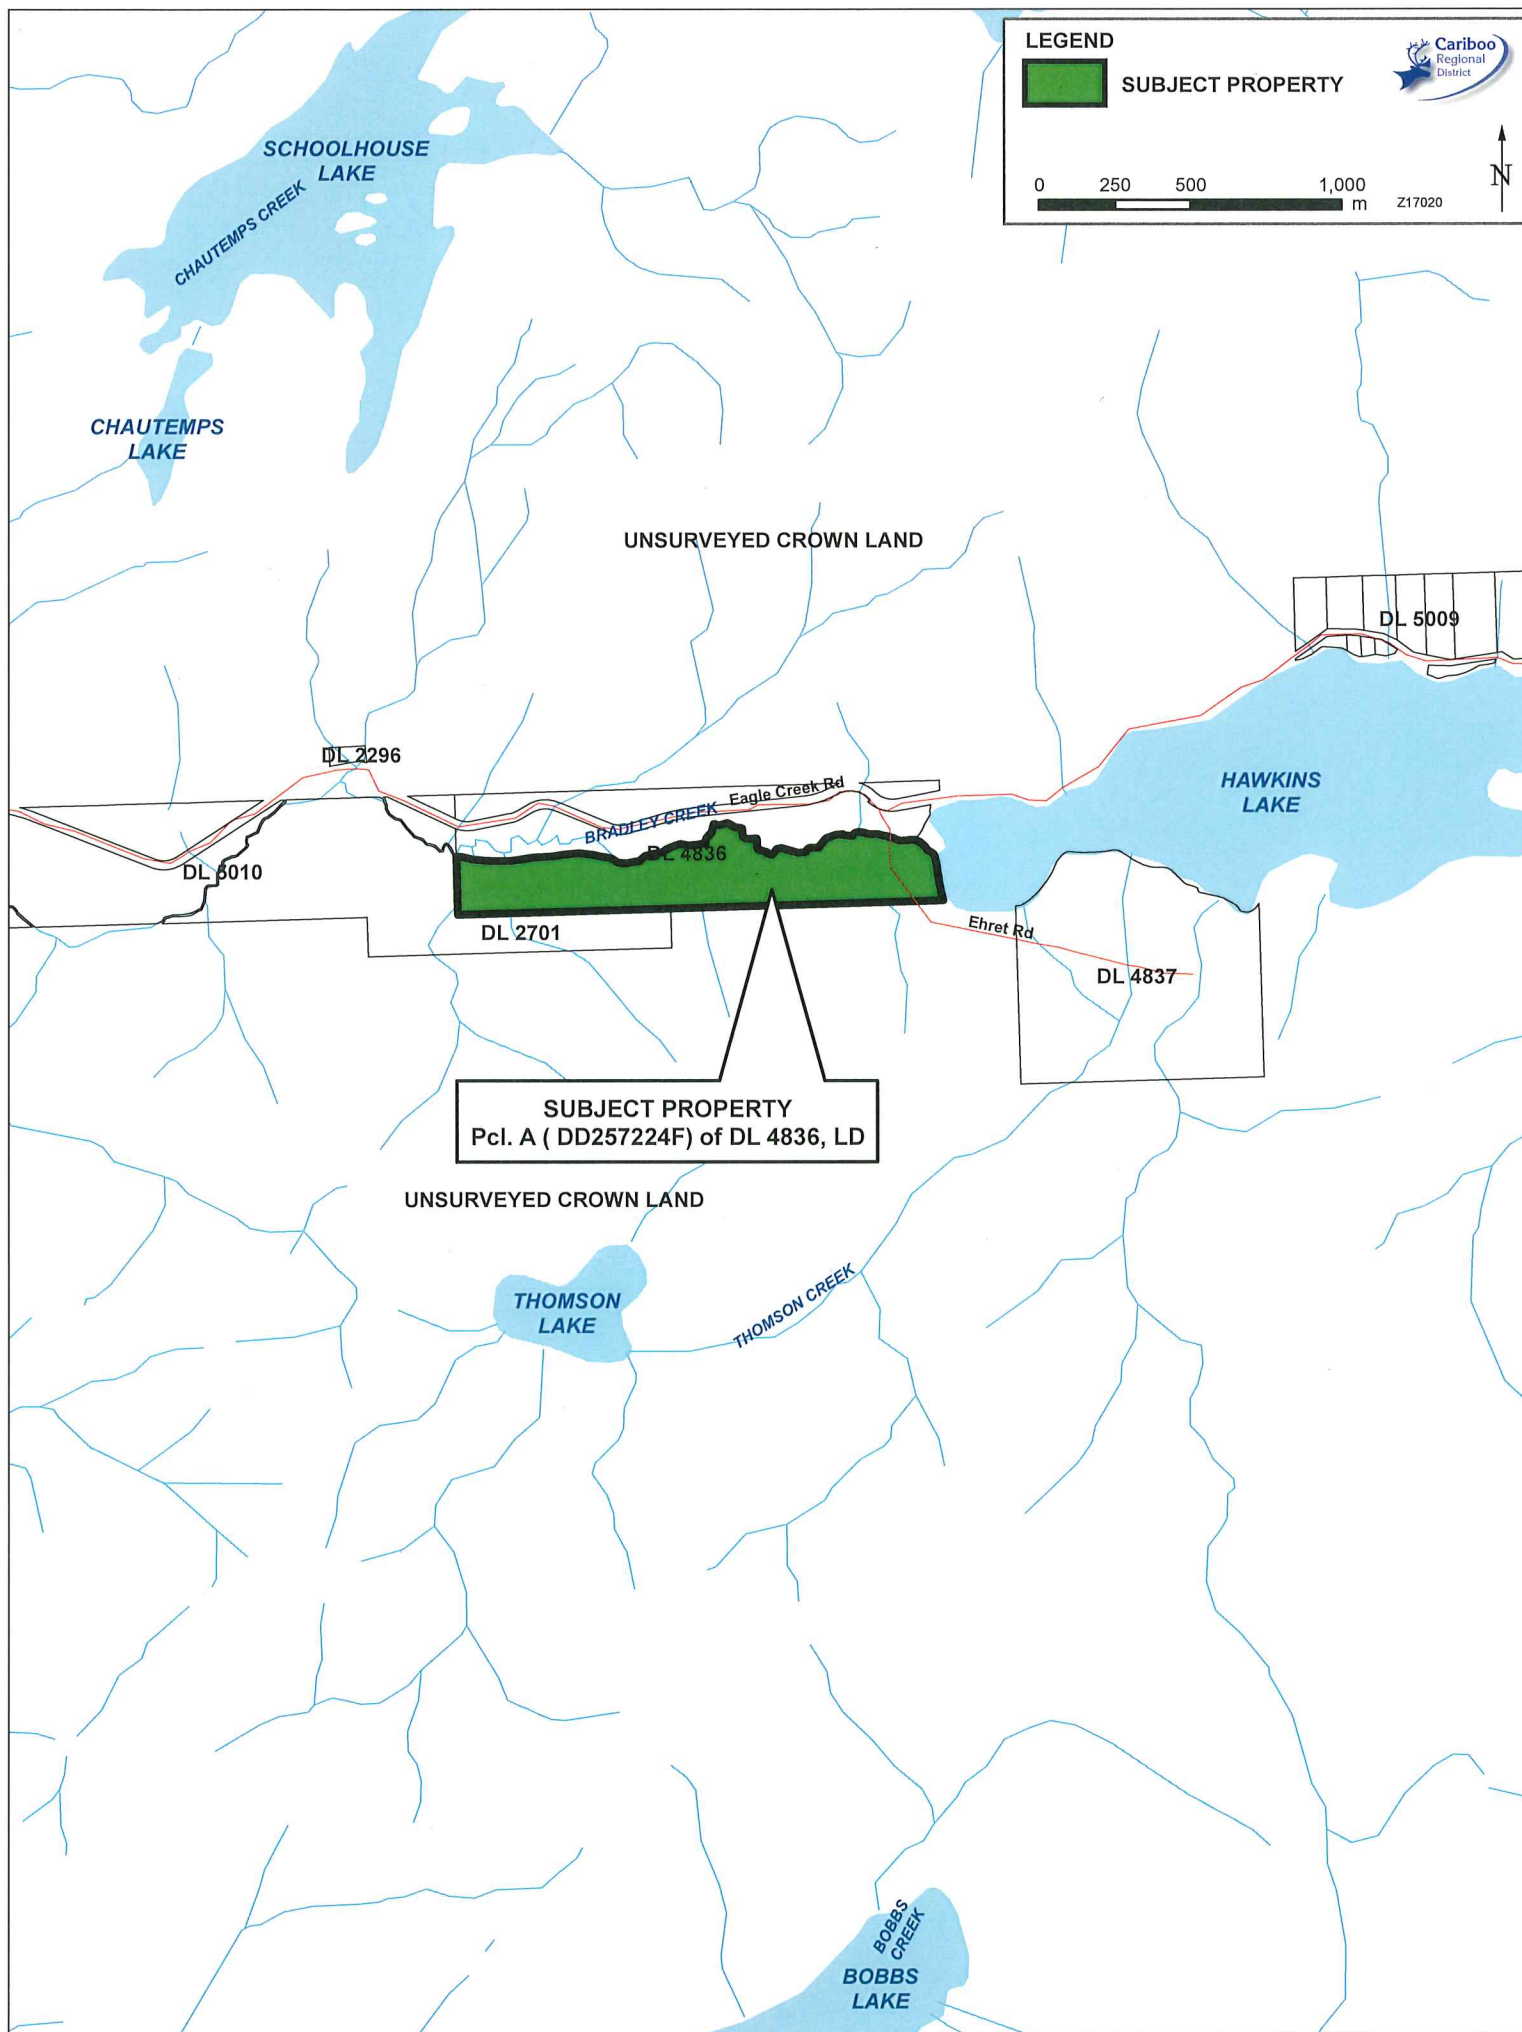 LEGEND
SUBJECT PROPERTY
Cariboo
Regional
District
0 250 500 1,000
m
Z17020
N
SCHOOLHOUSE
LAKE
CHAUTEMPS CREEK
CHAUTEMPS
LAKE
UNSURVEYED CROWN LAND
DL 5009
DL 2296
HAWKINS
LAKE
Eagle Creek Rd
BRADLEY CREEK
DL 4836
DL 5010
DL 2701
Ehret Rd
DL 4837
SUBJECT PROPERTY
Pcl. A ( DD257224F) of DL 4836, LD
UNSURVEYED CROWN LAND
THOMSON
LAKE
THOMSON CREEK
BOBBS
CREEK
BOBBS
LAKE